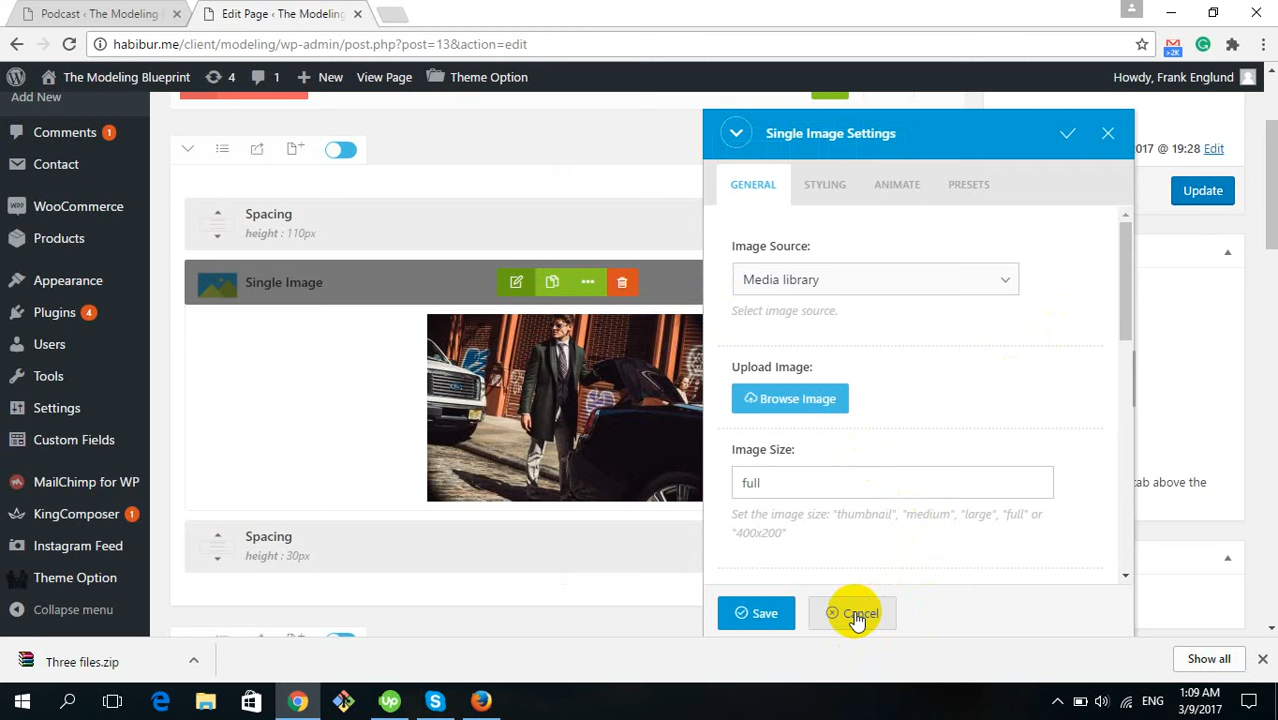 Podcast ‹ The Modeling B
Edit Page ‹ The Modeling
habibur.me/client/modeling/wp-admin/post.php?post=13&action=edit
>2K
The Modeling Blueprint
4
1
New
View Page
Theme Option
Howdy, Frank Englund
Add New
Comments 1
Contact
WooCommerce
Products
Appearance
Plugins 4
Users
Tools
Settings
Custom Fields
MailChimp for WP
KingComposer 1
Instagram Feed
Theme Option
Collapse menu
Spacing
height : 110px
Single Image
Spacing
height : 30px
Single Image Settings
GENERAL
STYLING
ANIMATE
PRESETS
Image Source:
Media library
Select image source.
Upload Image:
Browse Image
Image Size:
full
Set the image size: "thumbnail", "medium", "large", "full" or
"400x200"
Save
Cancel
2017 @ 19:28 Edit
Update
tab above the
Three files.zip
Show all
Up
ENG
1:09 AM
3/9/2017